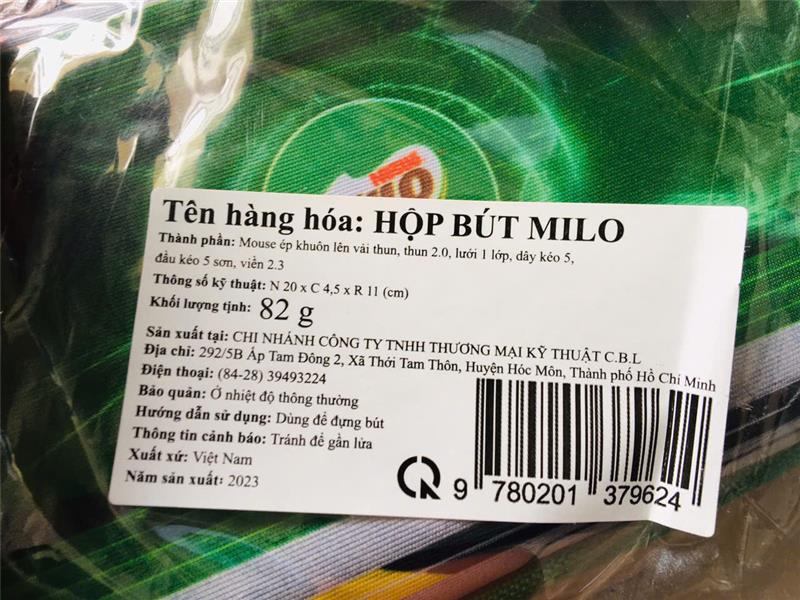 Tên hàng hóa: HỘP BÚT MILO
Thành phần: Mouse ép khuôn lên vải thun, thun 2.0, lưới 1 lớp, dây kéo 5,
đầu kéo 5 sơn, viền 2.3
Thông số kỹ thuật: N 20 x C 4,5 x R 11 (cm)
Khối lượng tịnh: 82 g
Sản xuất tại: CHI NHÁNH CÔNG TY TNHH THƯƠNG MẠI KỸ THUẬT C.B.L
Địa chỉ: 292/5B Ấp Tam Đông 2, Xã Thới Tam Thôn, Huyện Hóc Môn, Thành phố Hồ Chí Minh
Điện thoại: (84-28) 39493224
Bảo quản: Ở nhiệt độ thông thường
Hướng dẫn sử dụng: Dùng để đựng bút
Thông tin cảnh báo: Tránh để gần lửa
Xuất xứ: Việt Nam
Năm sản xuất: 2023
9 780201 379624